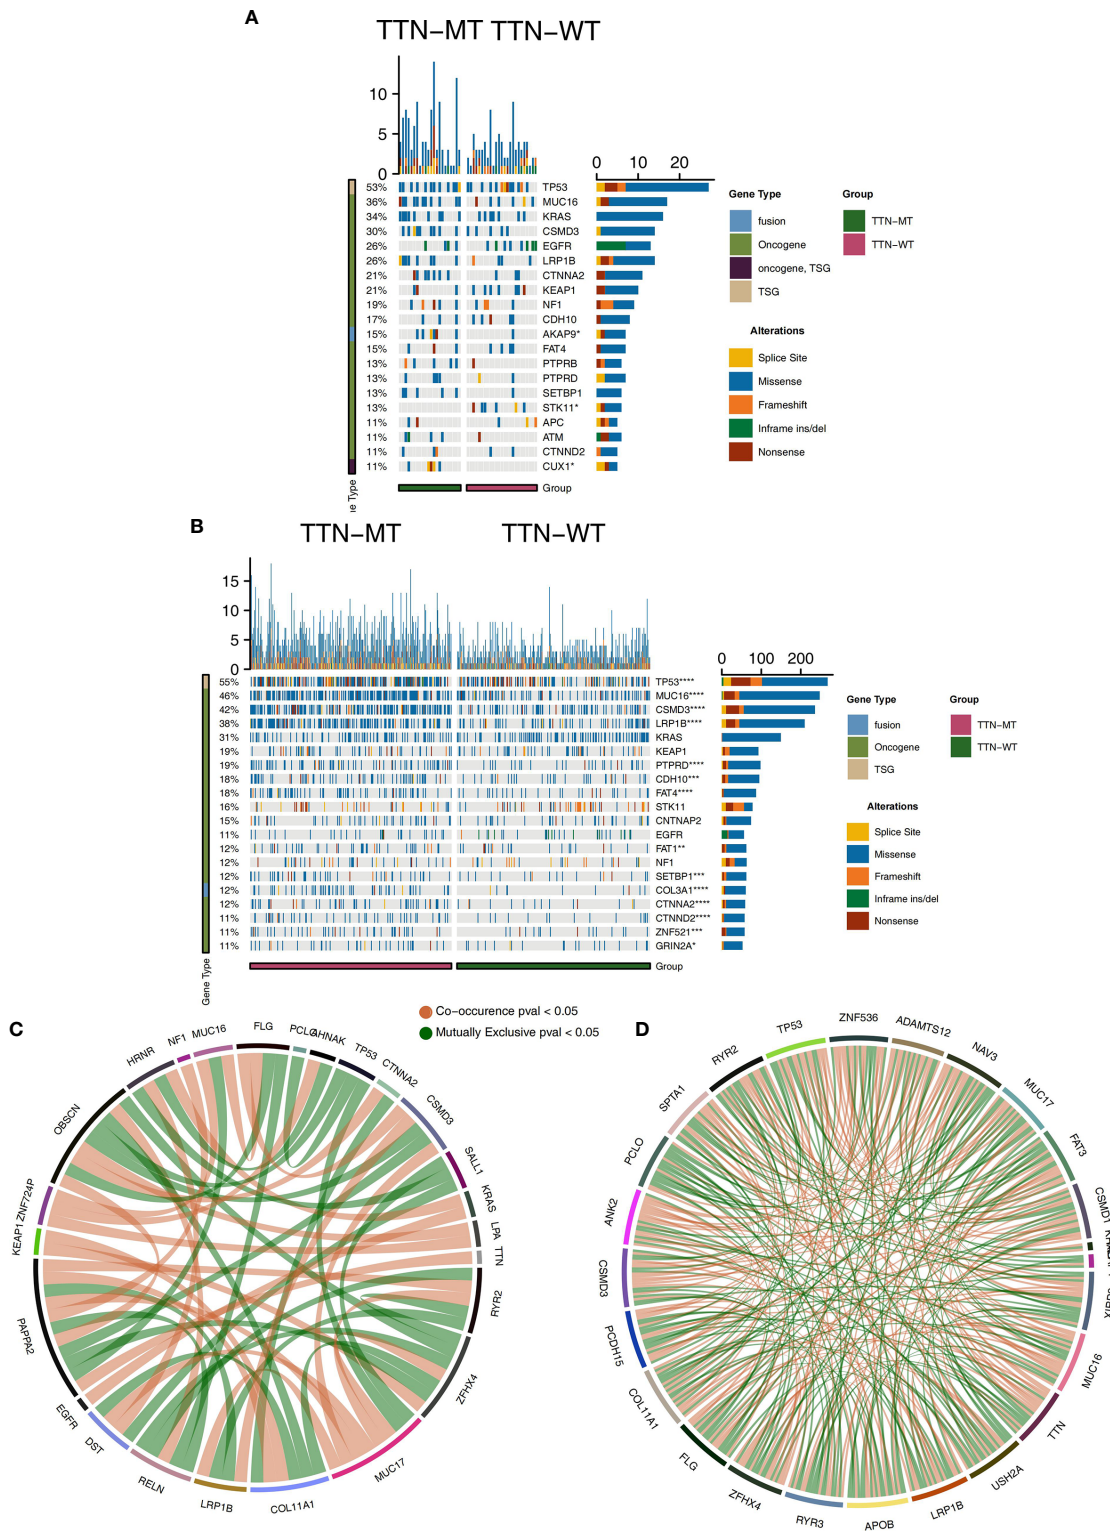 A
TTN−MT TTN−WT
10
5
0
0 10 20
53% TP53
36% MUC16
34% KRAS
30% CSMD3
26% EGFR
26% LRP1B
21% CTNNA2
21% KEAP1
19% NF1
17% CDH10
15% AKAP9*
15% FAT4
13% PTPRB
13% PTPRD
13% SETBP1
13% STK11*
11% APC
11% ATM
11% CTNND2
11% CUX1*
Group
Gene Type
Gene Type
fusion
Oncogene
oncogene, TSG
TSG
Group
TTN−MT
TTN−WT
Alterations
Splice Site
Missense
Frameshift
Inframe ins/del
Nonsense
B
TTN−MT TTN−WT
15
10
5
0
0 100 200
55% TP53****
46% MUC16****
42% CSMD3****
38% LRP1B****
31% KRAS
19% KEAP1
19% PTPRD****
18% CDH10***
18% FAT4****
16% STK11
15% CNTNAP2
11% EGFR
12% FAT1**
12% NF1
12% SETBP1***
12% COL3A1****
12% CTNNA2****
11% CTNND2****
11% ZNF521***
11% GRIN2A*
Group
Gene Type
Gene Type
fusion
Oncogene
TSG
Group
TTN−MT
TTN−WT
Alterations
Splice Site
Missense
Frameshift
Inframe ins/del
Nonsense
Co−occurence pval < 0.05
Mutually Exclusive pval < 0.05
C
FLG
PCLO
AHNAK
TP53
CTNNA2
CSMD3
SALL1
KRAS
LPA
TTN
RYR2
ZFHX4
MUC17
COL11A1
LRP1B
RELN
DST
EGFR
PAPPA2
KEAP1
ZNF724P
OBSCN
HRNR
NF1
MUC16
D
ZNF536
ADAMTS12
NAV3
MUC17
FAT3
CSMD1
MUC16
TTN
USH2A
LRP1B
APOB
RYR3
ZFHX4
FLG
COL11A1
PCDH15
CSMD3
ANK2
PCLO
SPTA1
RYR2
TP53